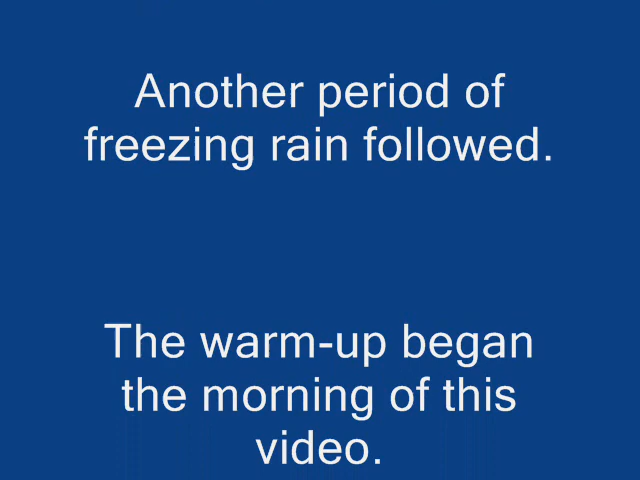 Another period of
freezing rain followed.
The warm-up began
the morning of this
video.